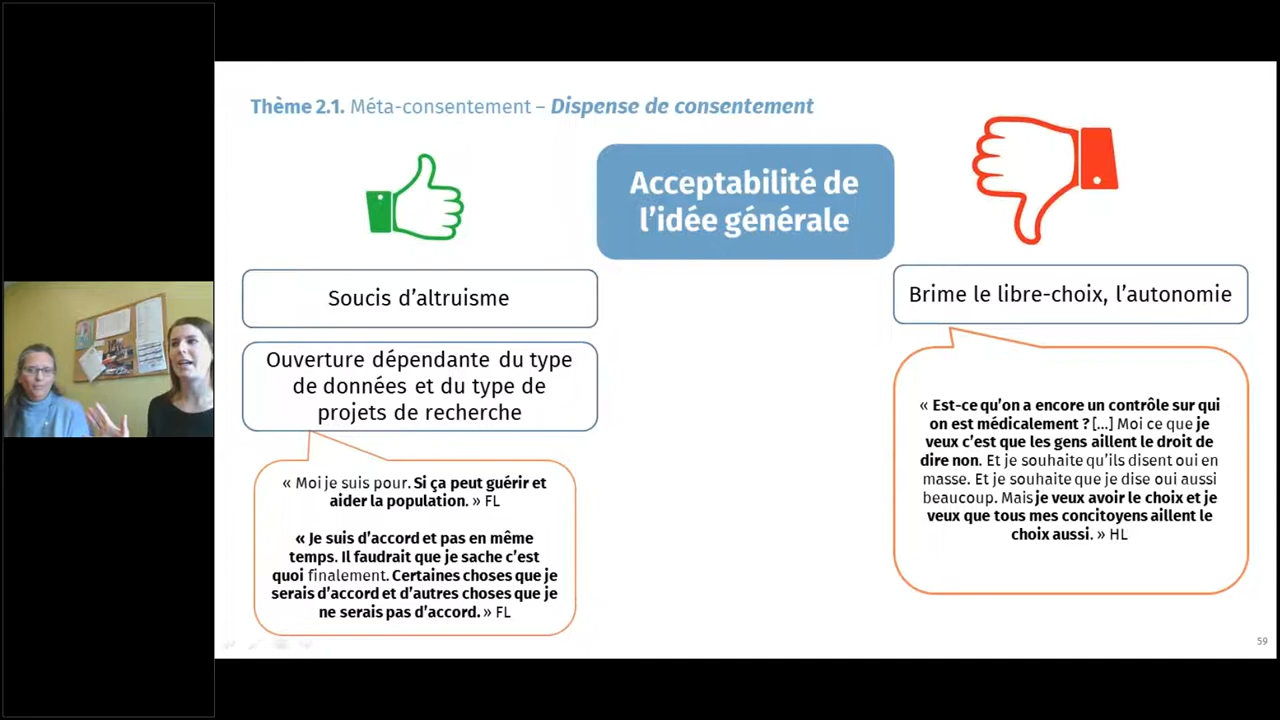 Thème 2.1. Méta-consentement – Dispense de consentement
Acceptabilité de
l’idée générale
Soucis d’altruisme
Ouverture dépendante du type
de données et du type de
projets de recherche
« Moi je suis pour. Si ça peut guérir et
aider la population. » FL
« Je suis d’accord et pas en même
temps. Il faudrait que je sache c’est
quoi finalement. Certaines choses que je
serais d’accord et d’autres choses que je
ne serais pas d’accord. » FL
Brime le libre-choix, l’autonomie
« Est-ce qu’on a encore un contrôle sur qui
on est médicalement ? [...] Moi ce que je
veux c’est que les gens aillent le droit de
dire non. Et je souhaite qu’ils disent oui en
masse. Et je souhaite que je dise oui aussi
beaucoup. Mais je veux avoir le choix et je
veux que tous mes concitoyens aillent le
choix aussi. » HL
59